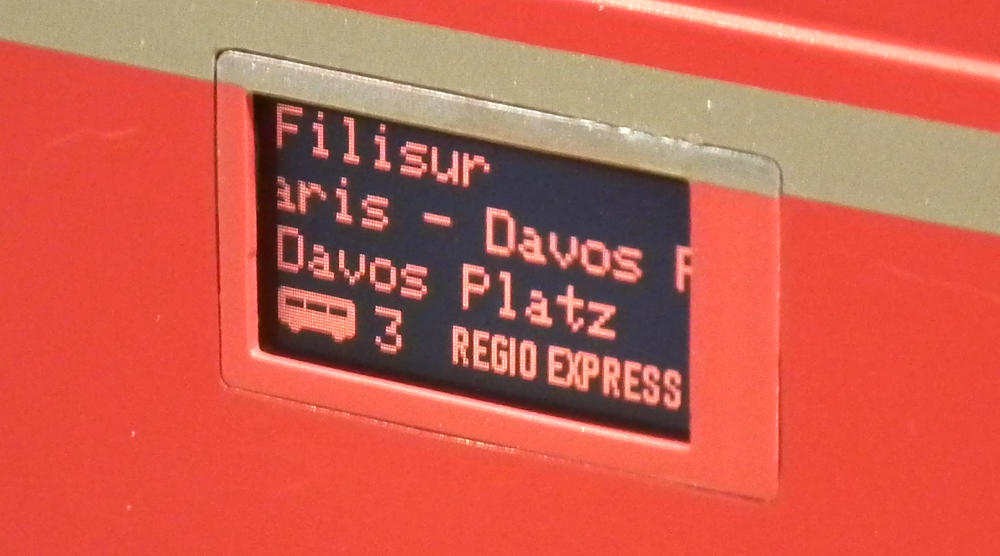 Filisur
aris - Davos P
Davos Platz
3 REGIO EXPRESS